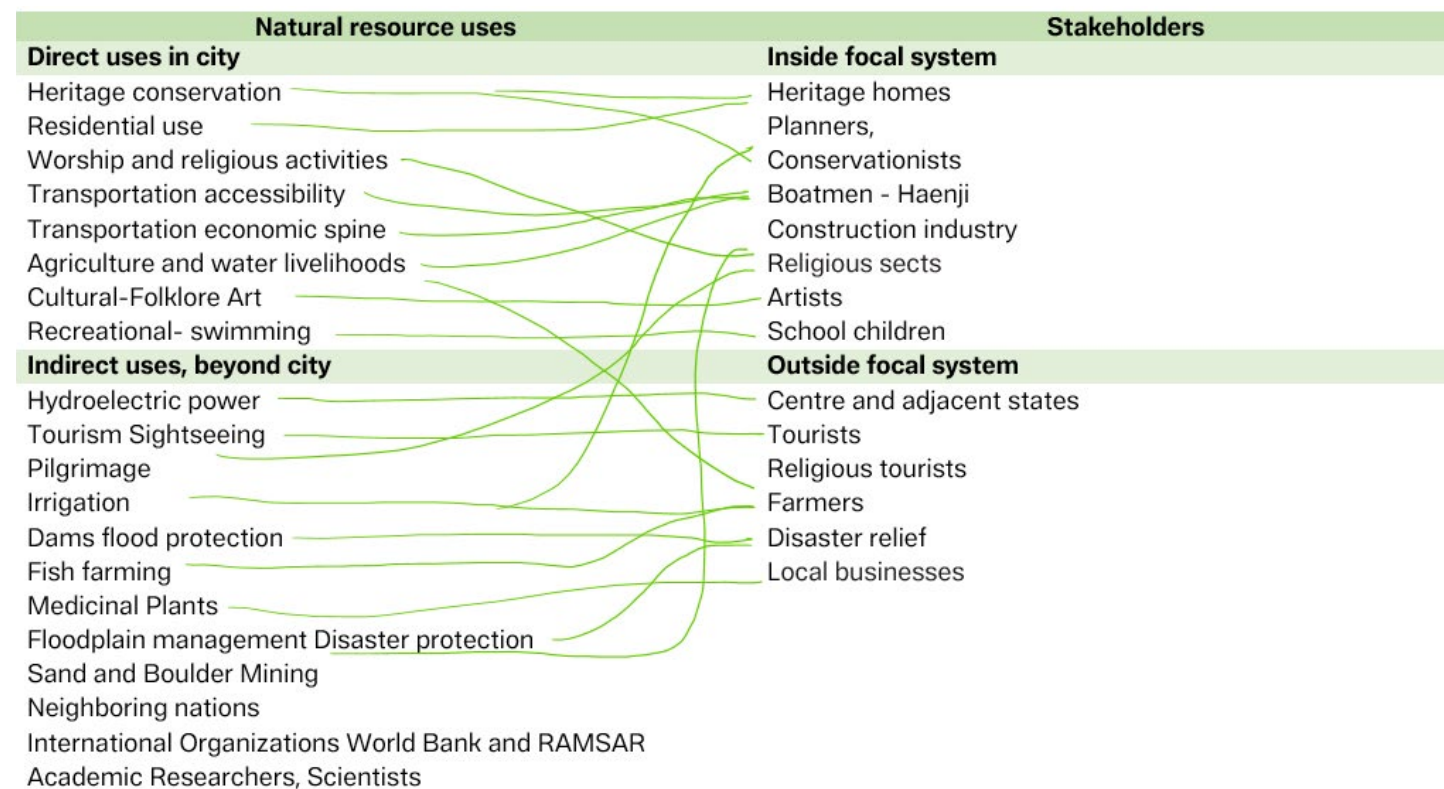 Natural resource uses
Stakeholders
Direct uses in city
Inside focal system
Heritage conservation
Heritage homes
Residential use
Planners,
Worship and religious activities
Conservationists
Transportation accessibility
Boatmen - Haenji
Transportation economic spine
Construction industry
Agriculture and water livelihoods
Religious sects
Cultural-Folklore Art
Artists
Recreational- swimming
School children
Indirect uses, beyond city
Outside focal system
Hydroelectric power
Centre and adjacent states
Tourism Sightseeing
Tourists
Pilgrimage
Religious tourists
Irrigation
Farmers
Dams flood protection
Disaster relief
Fish farming
Local businesses
Medicinal Plants
Floodplain management Disaster protection
Sand and Boulder Mining
Neighboring nations
International Organizations World Bank and RAMSAR
Academic Researchers, Scientists